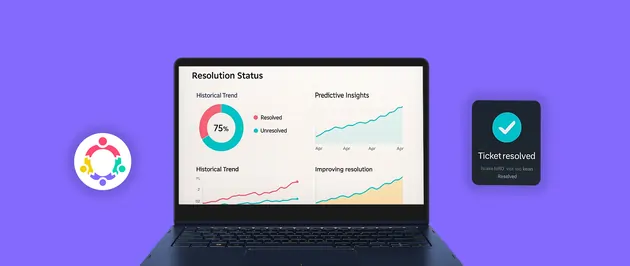 Resolution Status
Historical Trend
75%
Resolved
Unresolved
Predictive Insights
Apr Apr Apr Apr
Historical Trend
Improving resolution
Ticket resolved
Resolved